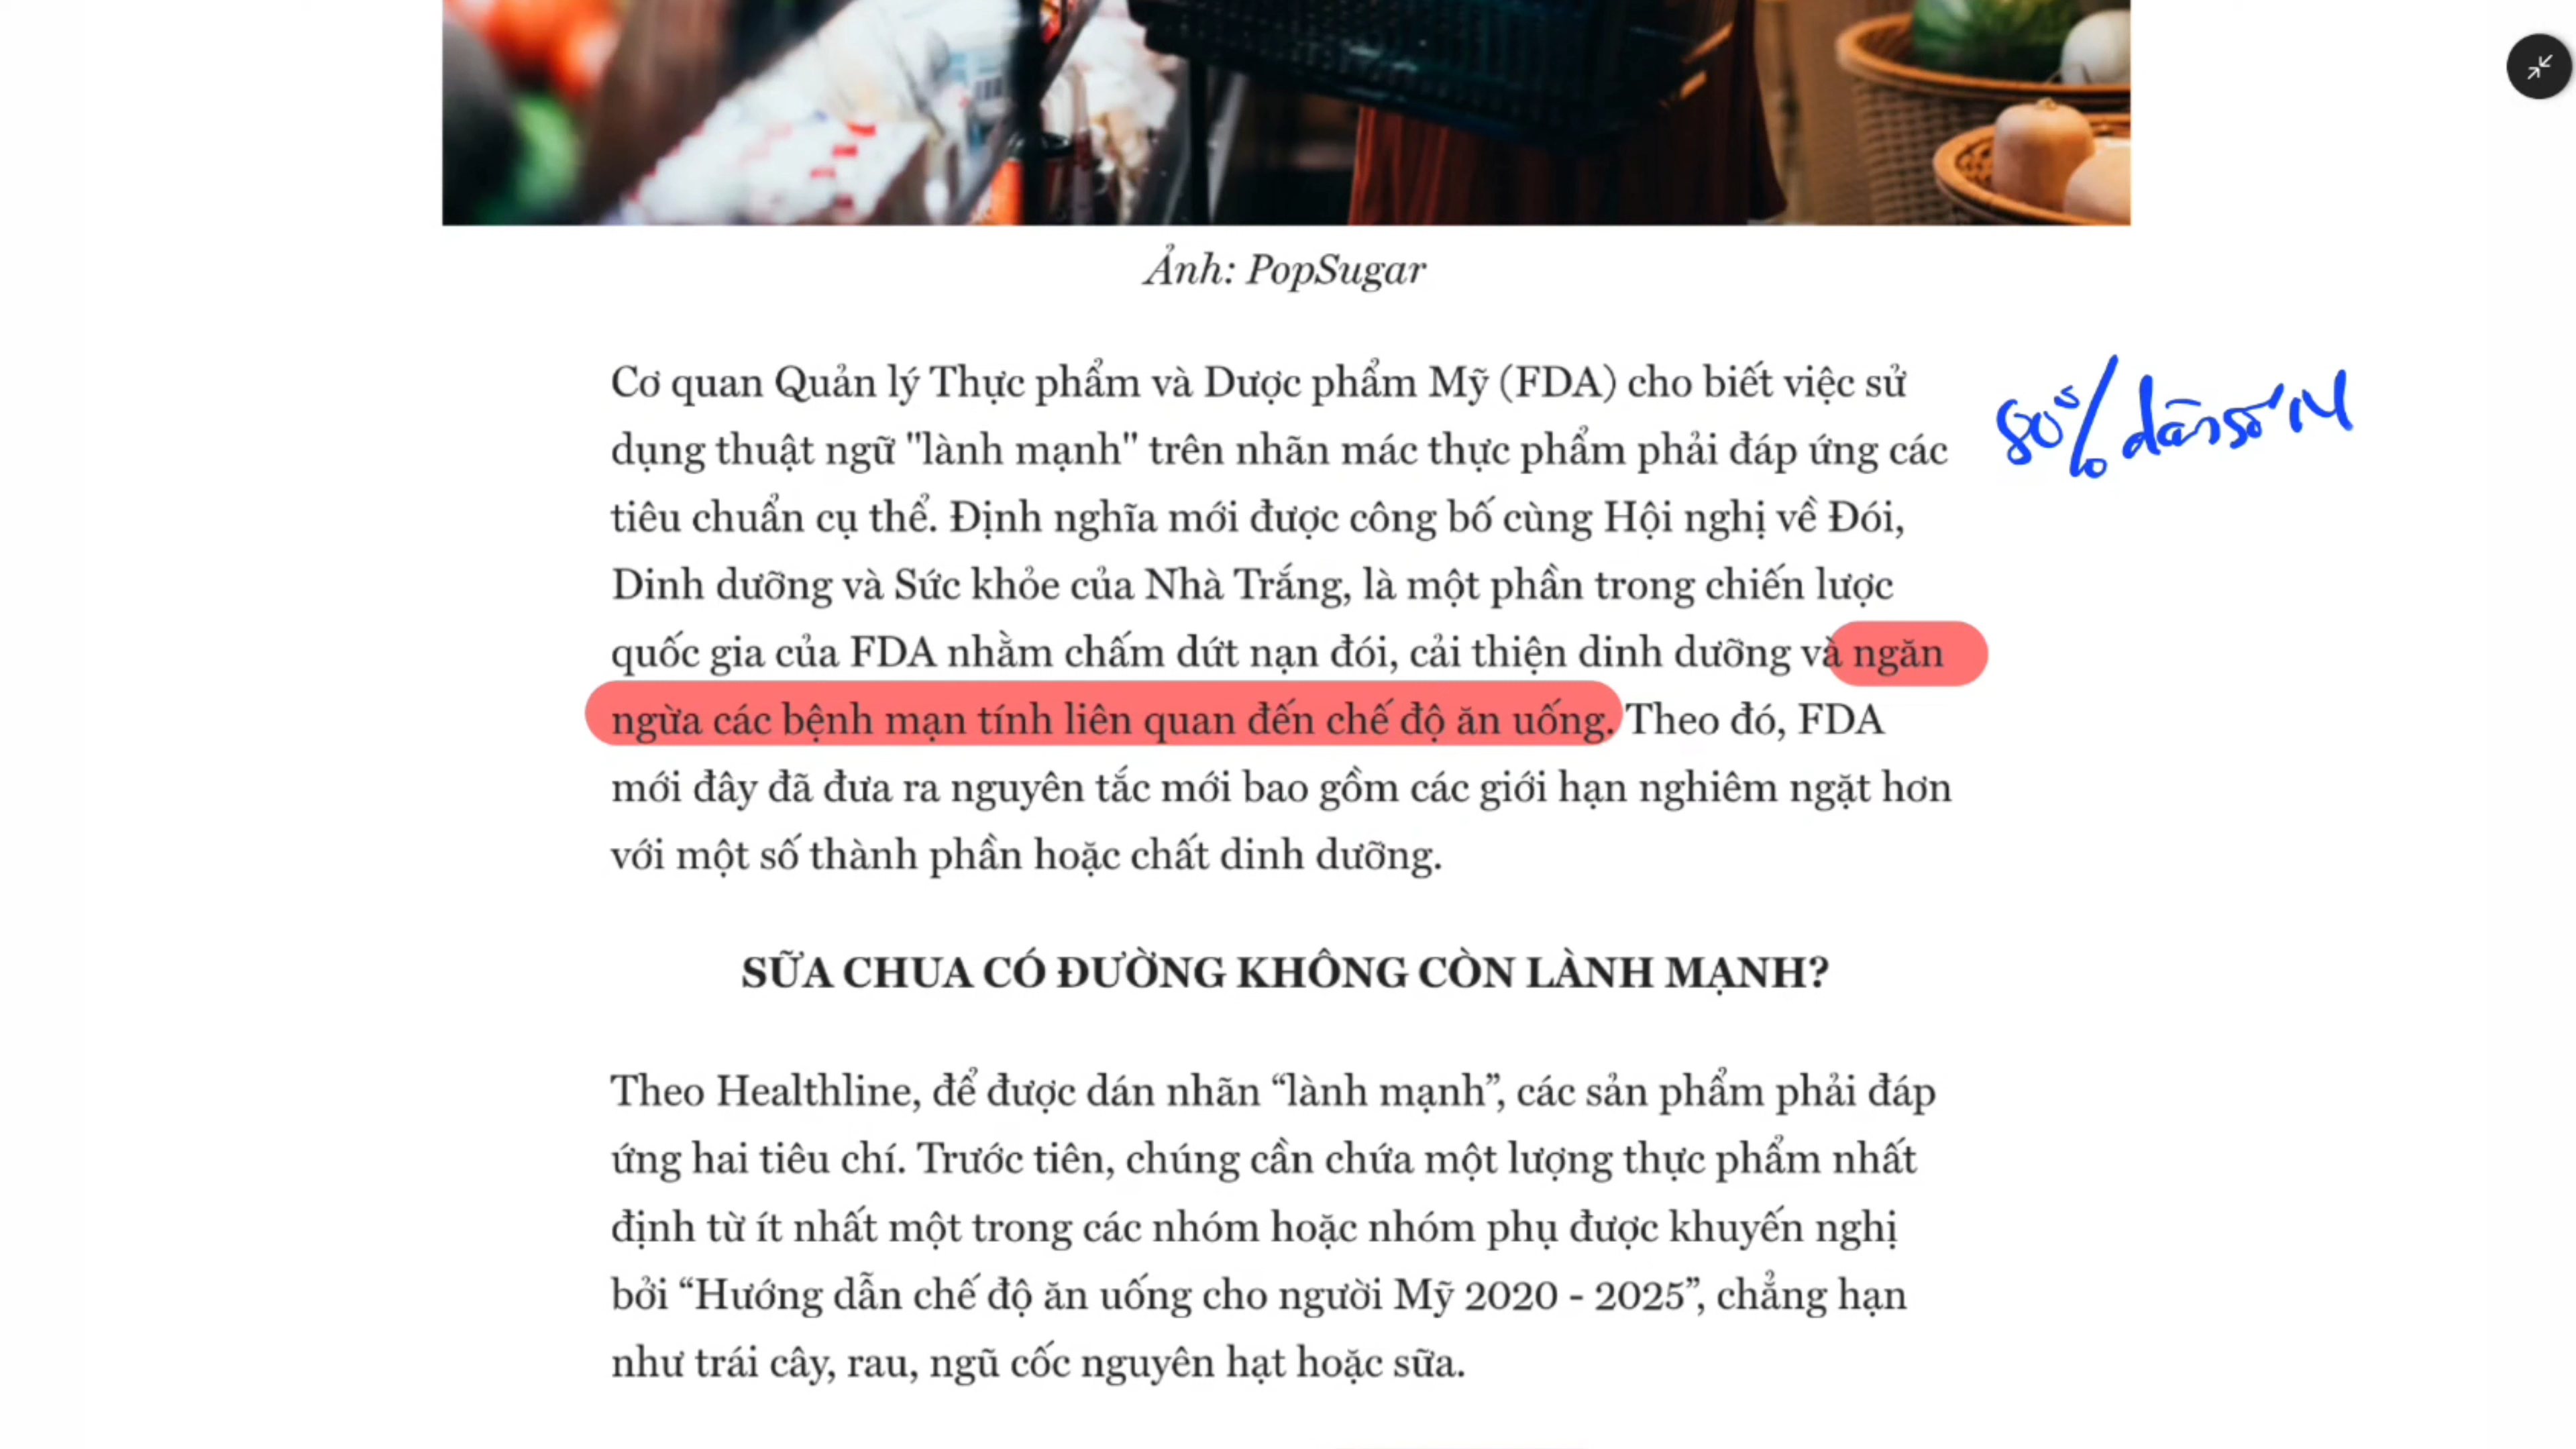 Ảnh: PopSugar
Cơ quan Quản lý Thực phẩm và Dược phẩm Mỹ (FDA) cho biết việc sử
dụng thuật ngữ "lành mạnh" trên nhãn mác thực phẩm phải đáp ứng các
tiêu chuẩn cụ thể. Định nghĩa mới được công bố cùng Hội nghị về Đói,
Dinh dưỡng và Sức khỏe của Nhà Trắng, là một phần trong chiến lược
quốc gia của FDA nhằm chấm dứt nạn đói, cải thiện dinh dưỡng và ngăn
ngừa các bệnh mạn tính liên quan đến chế độ ăn uống. Theo đó, FDA
mới đây đã đưa ra nguyên tắc mới bao gồm các giới hạn nghiêm ngặt hơn
với một số thành phần hoặc chất dinh dưỡng.
80% dân số
SỮA CHUA CÓ ĐƯỜNG KHÔNG CÒN LÀNH MẠNH?
Theo Healthline, để được dán nhãn “lành mạnh”, các sản phẩm phải đáp
ứng hai tiêu chí. Trước tiên, chúng cần chứa một lượng thực phẩm nhất
định từ ít nhất một trong các nhóm hoặc nhóm phụ được khuyến nghị
bởi “Hướng dẫn chế độ ăn uống cho người Mỹ 2020 - 2025”, chẳng hạn
như trái cây, rau, ngũ cốc nguyên hạt hoặc sữa.